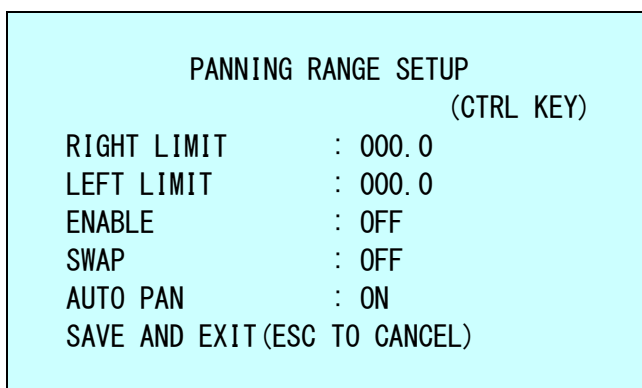 PANNING RANGE SETUP
(CTRL KEY)
RIGHT LIMIT : 000.0
LEFT LIMIT : 000.0
ENABLE : OFF
SWAP : OFF
AUTO PAN : ON
SAVE AND EXIT(ESC TO CANCEL)